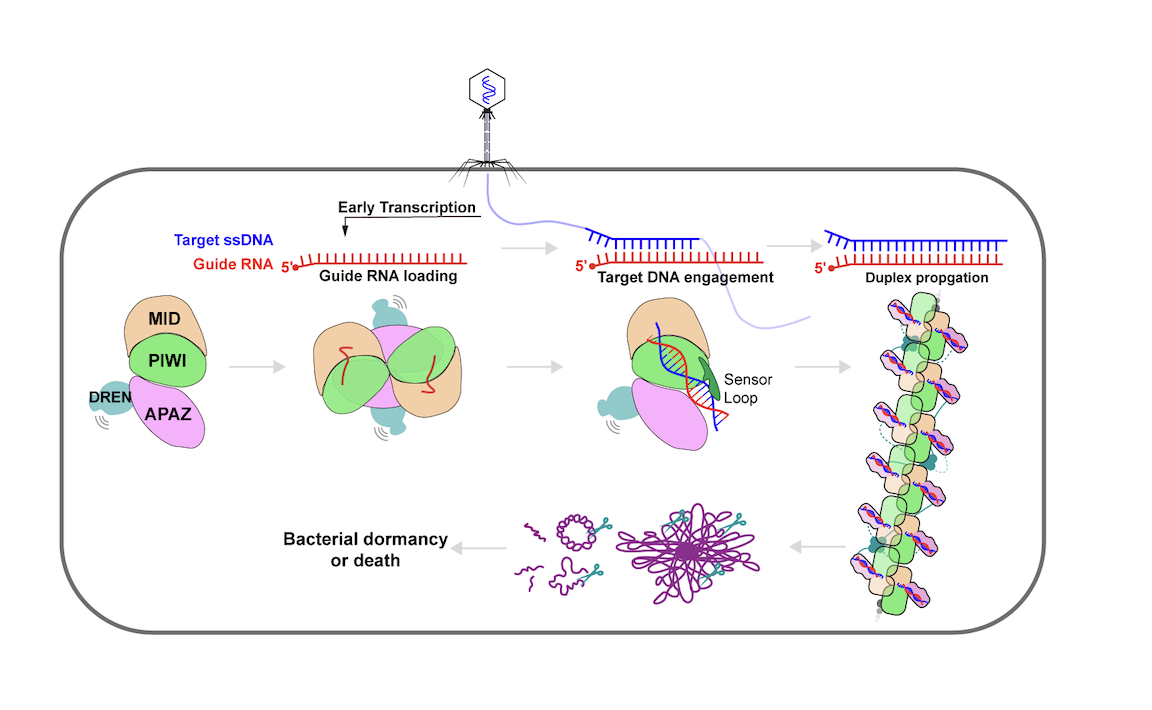 Early Transcription
Target ssDNA
Guide RNA
5'
Guide RNA loading
5'
Target DNA engagement
5'
Duplex propgation
MID
PIWI
DREN
APAZ
Sensor
Loop
Bacterial dormancy
or death